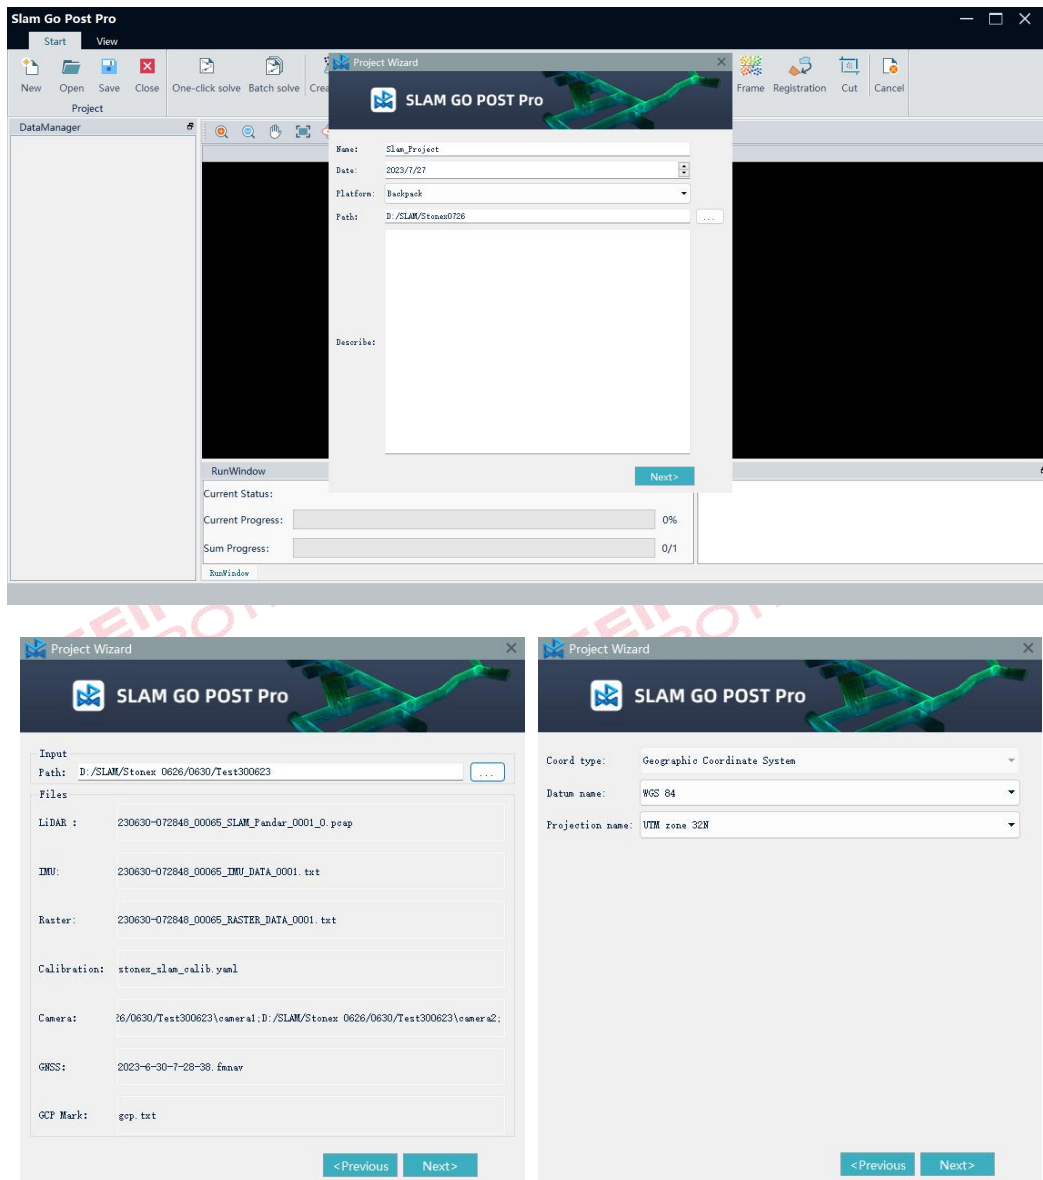 Slam Go Post Pro
Start View
New Open Save Close One-click solve Batch solve Frame Registration Cut Cancel
Project
DataManager
Project Wizard
SLAM GO POST Pro
Name: Slam_Project
Date: 2023/7/27
Platform: Backpack
Path: D:/SLAM/Stonex0726 ...
Describe:
Next>
RunWindow
Current Status:
Current Progress: 0%
Sum Progress: 0/1
RunWindow
Project Wizard
SLAM GO POST Pro
Input
Path: D:/SLAM/Stonex 0626/0630/Test300623 ...
Files
LiDAR : 230630-072848_00065_SLAM_Pandar_0001_0.pcap
IMU: 230630-072848_00065_IMU_DATA_0001.txt
Raster: 230630-072848_00065_RASTER_DATA_0001.txt
Calibration: stonex_slam_calib.yaml
Camera: 26/0630/Test300623\camera1;D:/SLAM/Stonex 0626/0630/Test300623\camera2;
GNSS: 2023-6-30-7-28-38.fmnav
GCP Mark: gcp.txt
<Previous Next>
Project Wizard
SLAM GO POST Pro
Coord type: Geographic Coordinate System
Datum name: WGS 84
Projection name: UTM zone 32N
<Previous Next>